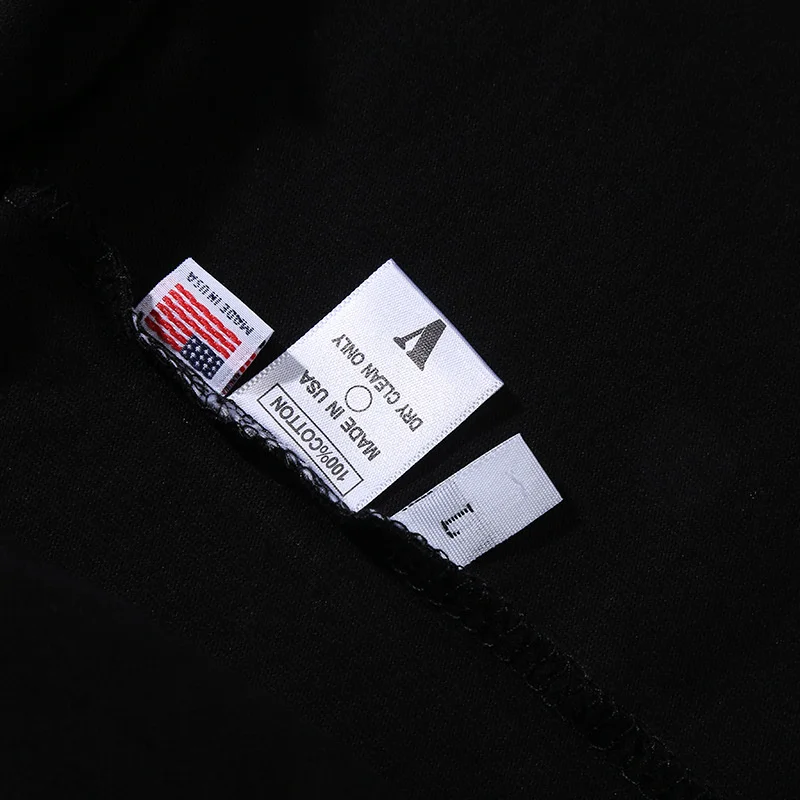 MADE IN USA
100%COTTON
MADE IN USA
DRY CLEAN ONLY
V
L